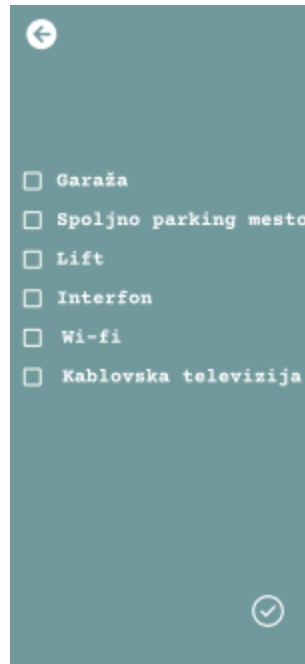 Garaža
Spoljno parking mesto
Lift
Interfon
Wi-fi
Kablovska televizija